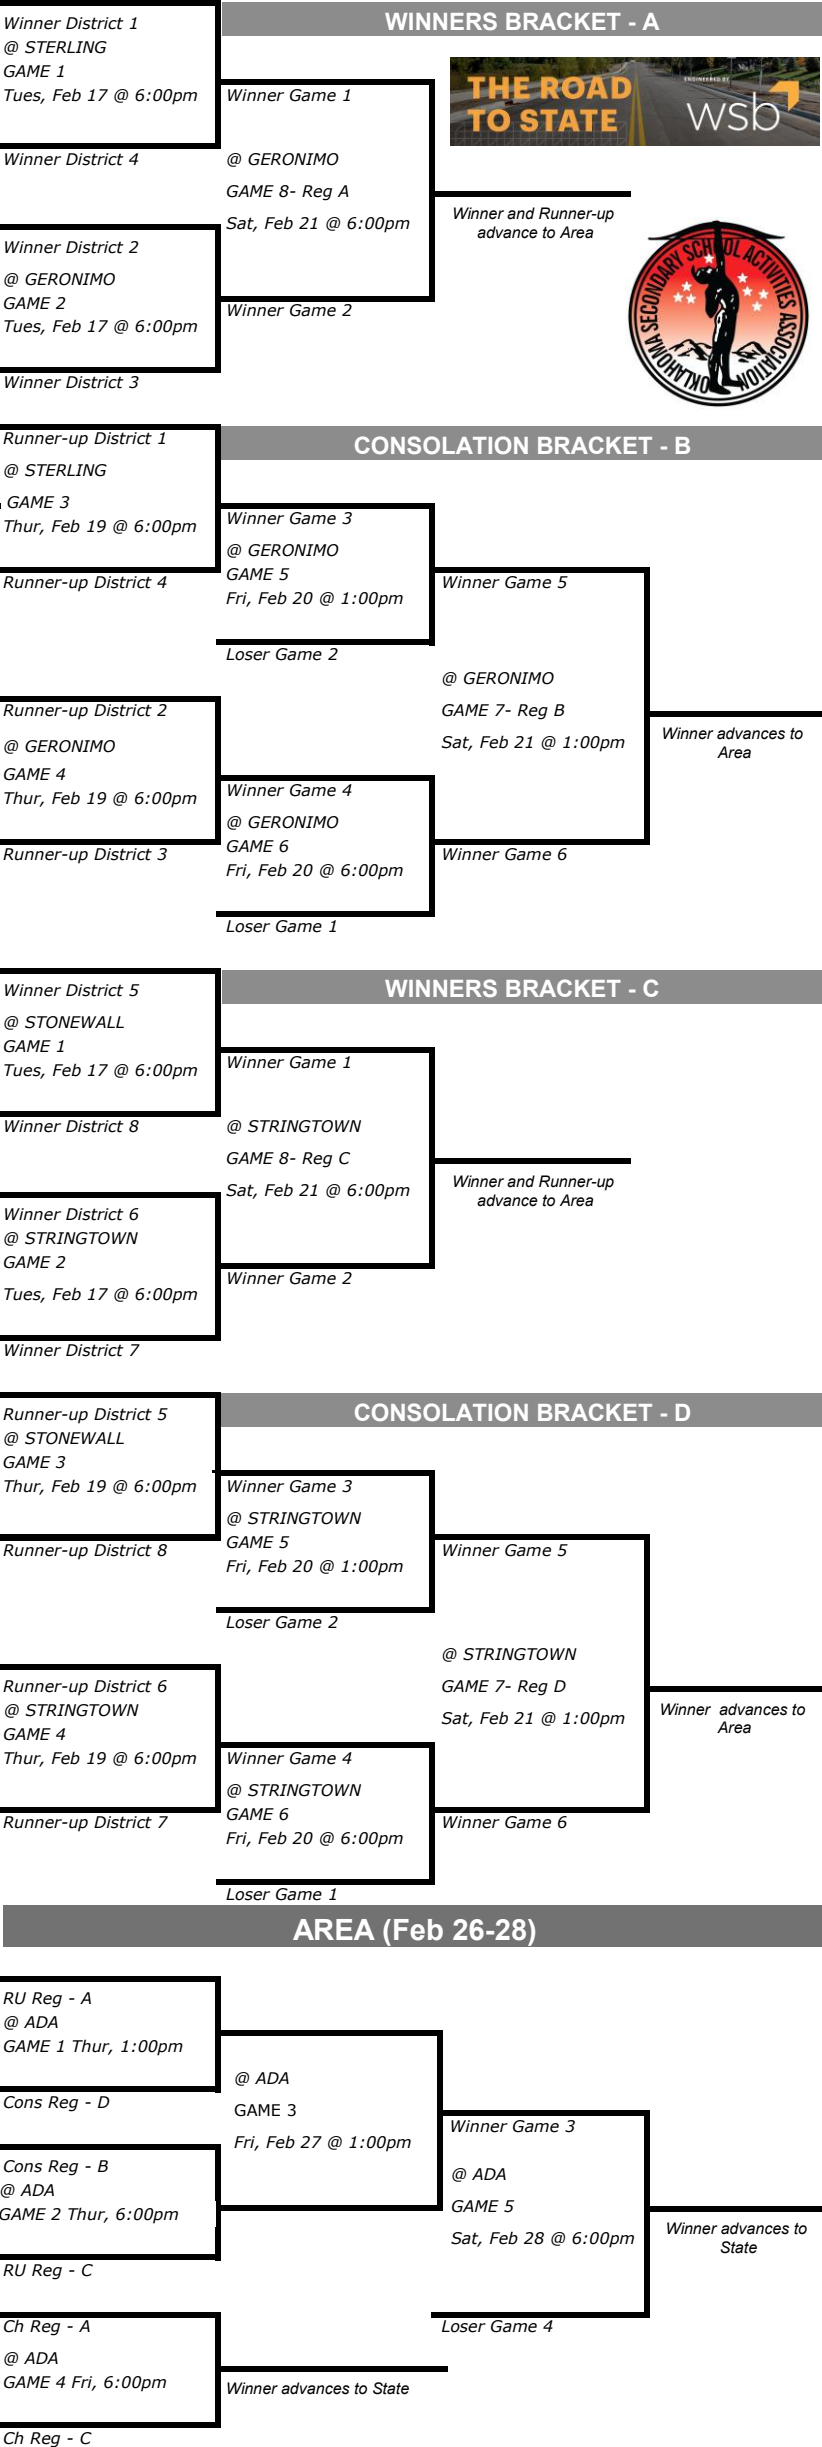 Winner District 1
WINNERS BRACKET - A
@ STERLING
GAME 1
Tues, Feb 17 @ 6:00pm
Winner Game 1
THE ROAD
TO STATE
ENGINEERED BY
wsb
Winner District 4
@ GERONIMO
GAME 8- Reg A
Sat, Feb 21 @ 6:00pm
Winner and Runner-up
advance to Area
Winner District 2
@ GERONIMO
GAME 2
Tues, Feb 17 @ 6:00pm
Winner Game 2
OKLAHOMA SECONDARY SCHOOL ACTIVITIES ASSOCIATION
Winner District 3
Runner-up District 1
CONSOLATION BRACKET - B
@ STERLING
GAME 3
Thur, Feb 19 @ 6:00pm
Winner Game 3
@ GERONIMO
GAME 5
Fri, Feb 20 @ 1:00pm
Runner-up District 4
Winner Game 5
Loser Game 2
@ GERONIMO
GAME 7- Reg B
Sat, Feb 21 @ 1:00pm
Winner advances to
Area
Runner-up District 2
@ GERONIMO
GAME 4
Thur, Feb 19 @ 6:00pm
Winner Game 4
@ GERONIMO
GAME 6
Fri, Feb 20 @ 6:00pm
Runner-up District 3
Winner Game 6
Loser Game 1
Winner District 5
WINNERS BRACKET - C
@ STONEWALL
GAME 1
Tues, Feb 17 @ 6:00pm
Winner Game 1
Winner District 8
@ STRINGTOWN
GAME 8- Reg C
Sat, Feb 21 @ 6:00pm
Winner and Runner-up
advance to Area
Winner District 6
@ STRINGTOWN
GAME 2
Tues, Feb 17 @ 6:00pm
Winner Game 2
Winner District 7
Runner-up District 5
CONSOLATION BRACKET - D
@ STONEWALL
GAME 3
Thur, Feb 19 @ 6:00pm
Winner Game 3
@ STRINGTOWN
GAME 5
Fri, Feb 20 @ 1:00pm
Runner-up District 8
Winner Game 5
Loser Game 2
@ STRINGTOWN
GAME 7- Reg D
Sat, Feb 21 @ 1:00pm
Winner advances to
Area
Runner-up District 6
@ STRINGTOWN
GAME 4
Thur, Feb 19 @ 6:00pm
Winner Game 4
@ STRINGTOWN
GAME 6
Fri, Feb 20 @ 6:00pm
Runner-up District 7
Winner Game 6
Loser Game 1
AREA (Feb 26-28)
RU Reg - A
@ ADA
GAME 1 Thur, 1:00pm
Cons Reg - D
@ ADA
GAME 3
Fri, Feb 27 @ 1:00pm
Winner Game 3
@ ADA
GAME 5
Sat, Feb 28 @ 6:00pm
Winner advances to
State
Cons Reg - B
@ ADA
GAME 2 Thur, 6:00pm
RU Reg - C
Loser Game 4
Ch Reg - A
@ ADA
GAME 4 Fri, 6:00pm
Winner advances to State
Ch Reg - C